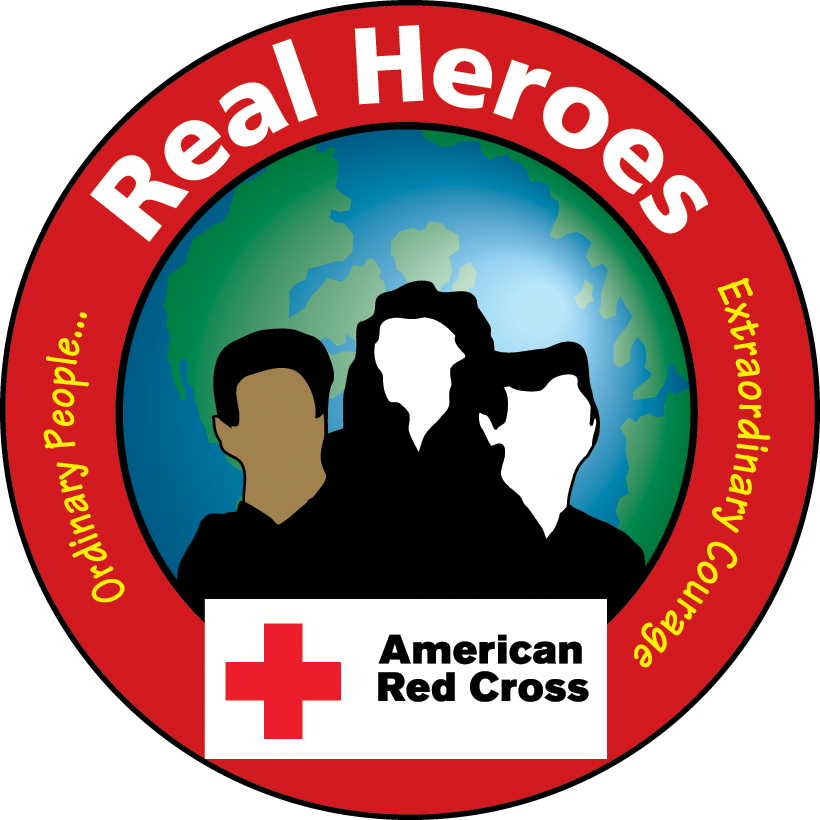 Real Heroes
Ordinary People...
Extraordinary Courage
American
Red Cross